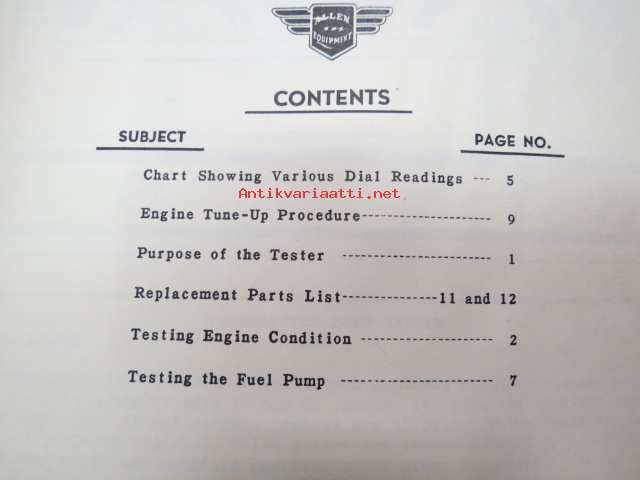 ALLEN
EQUIPMENT
CONTENTS
SUBJECT PAGE NO.
Chart Showing Various Dial Readings --- 5
Antikvariaatti.net
Engine Tune-Up Procedure-------------------- 9
Purpose of the Tester ----------------------- 1
Replacement Parts List---------------11 and 12
Testing Engine Condition -------------------- 2
Testing the Fuel Pump ----------------------- 7